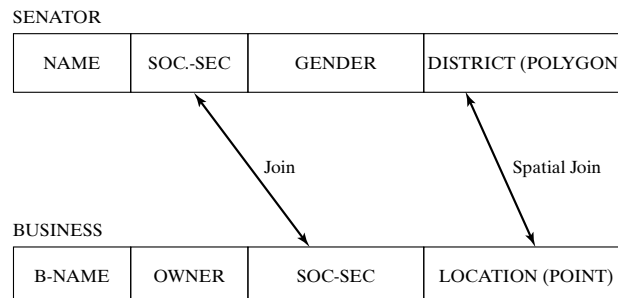 SENATOR
NAME SOC.-SEC GENDER DISTRICT (POLYGON
Join Spatial Join
BUSINESS
B-NAME OWNER SOC-SEC LOCATION (POINT)